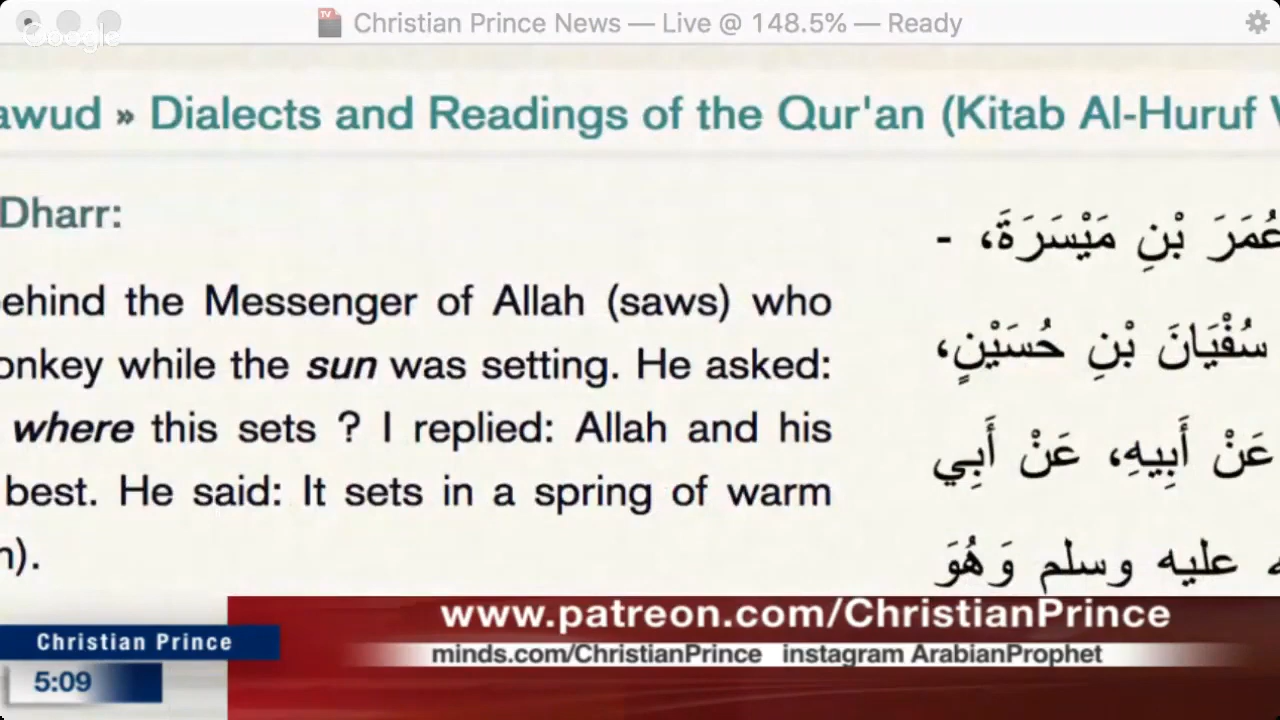 Google
Christian Prince News — Live @ 148.5% — Ready
awud » Dialects and Readings of the Qur'an (Kitab Al-Huruf
Dharr:
ehind the Messenger of Allah (saws) who
onkey while the sun was setting. He asked:
where this sets ? I replied: Allah and his
best. He said: It sets in a spring of warm
).
عُمَرَ بْنِ مَيْسَرَةَ، -
سُفْيَانَ بْنِ حُسَيْنٍ،
عَنْ أَبِيهِ، عَنْ أَبِي
عليه وسلم وَهُوَ
www.patreon.com/ChristianPrince
Christian Prince
minds.com/ChristianPrince instagram ArabianProphet
5:09